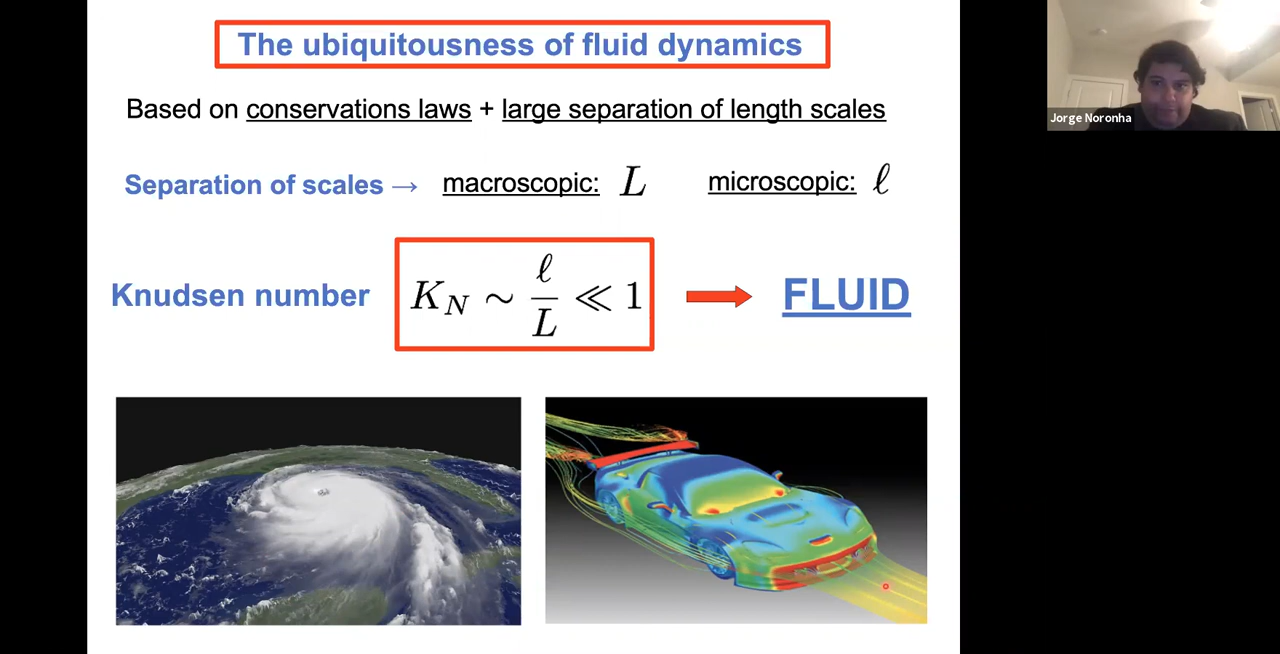 The ubiquitousness of fluid dynamics
Based on conservations laws + large separation of length scales
Separation of scales → macroscopic: L microscopic: ℓ
Knudsen number K_N ∼ ℓ/L ≪ 1 FLUID
Jorge Noronha